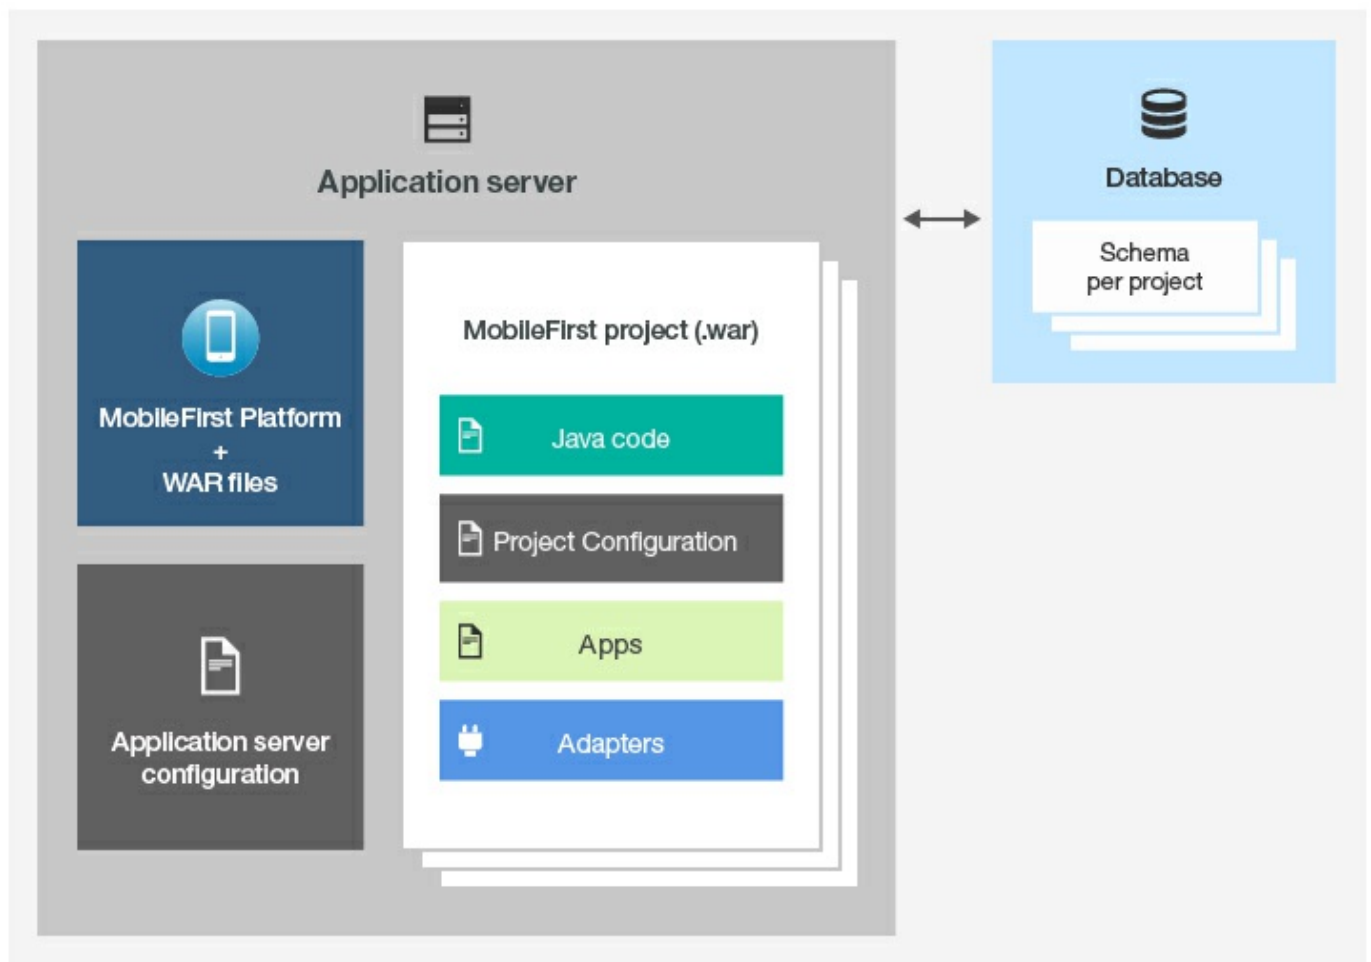 Application server
MobileFirst Platform
+
WAR files
Application server
configuration
MobileFirst project (.war)
Java code
Project Configuration
Apps
Adapters
Database
Schema
per project